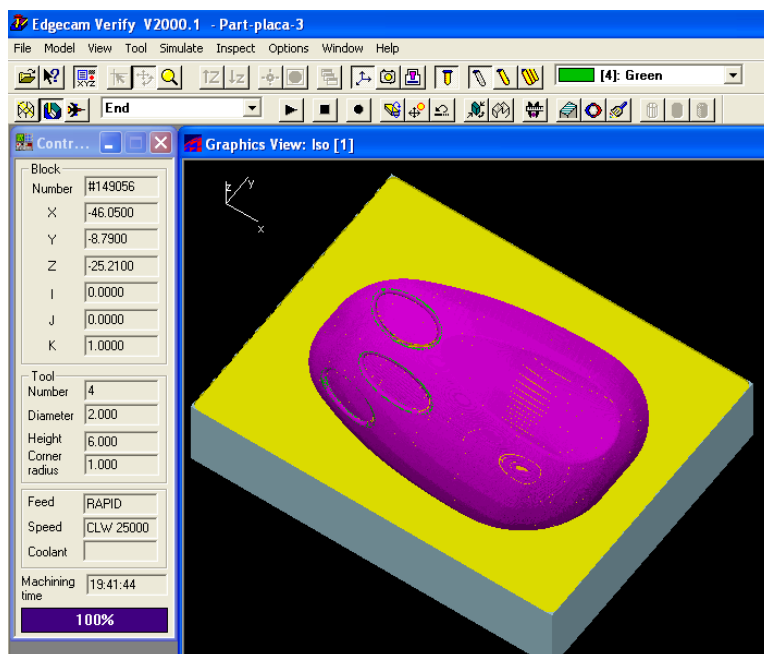 Edgecam Verify V2000.1 - Part-placa-3
File Model View Tool Simulate Inspect Options Window Help
XYZ 1Z ↓z [4]: Green
End
Contr...
Graphics View: Iso [1]
Block
Number #149056
X -46.0500
Y -8.7900
Z -25.2100
I 0.0000
J 0.0000
K 1.0000
Tool
Number 4
Diameter 2.000
Height 6.000
Corner radius 1.000
Feed RAPID
Speed CLW 25000
Coolant
Machining time 19:41:44
100%
z y
x